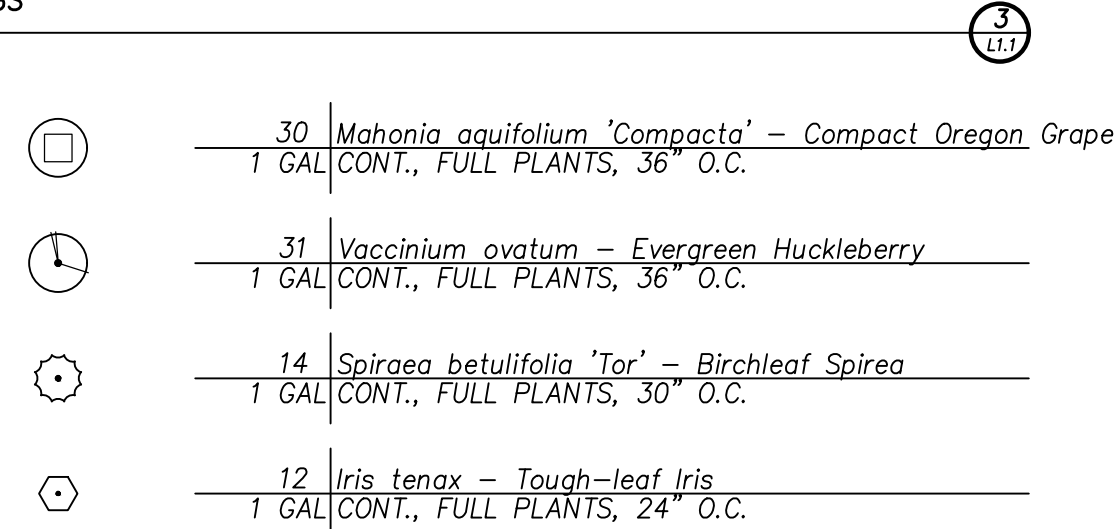 GS
3
L1.1
30 Mahonia aquifolium 'Compacta' – Compact Oregon Grape
1 GAL CONT., FULL PLANTS, 36" O.C.
31 Vaccinium ovatum – Evergreen Huckleberry
1 GAL CONT., FULL PLANTS, 36" O.C.
14 Spiraea betulifolia 'Tor' – Birchleaf Spirea
1 GAL CONT., FULL PLANTS, 30" O.C.
12 Iris tenax – Tough–leaf Iris
1 GAL CONT., FULL PLANTS, 24" O.C.